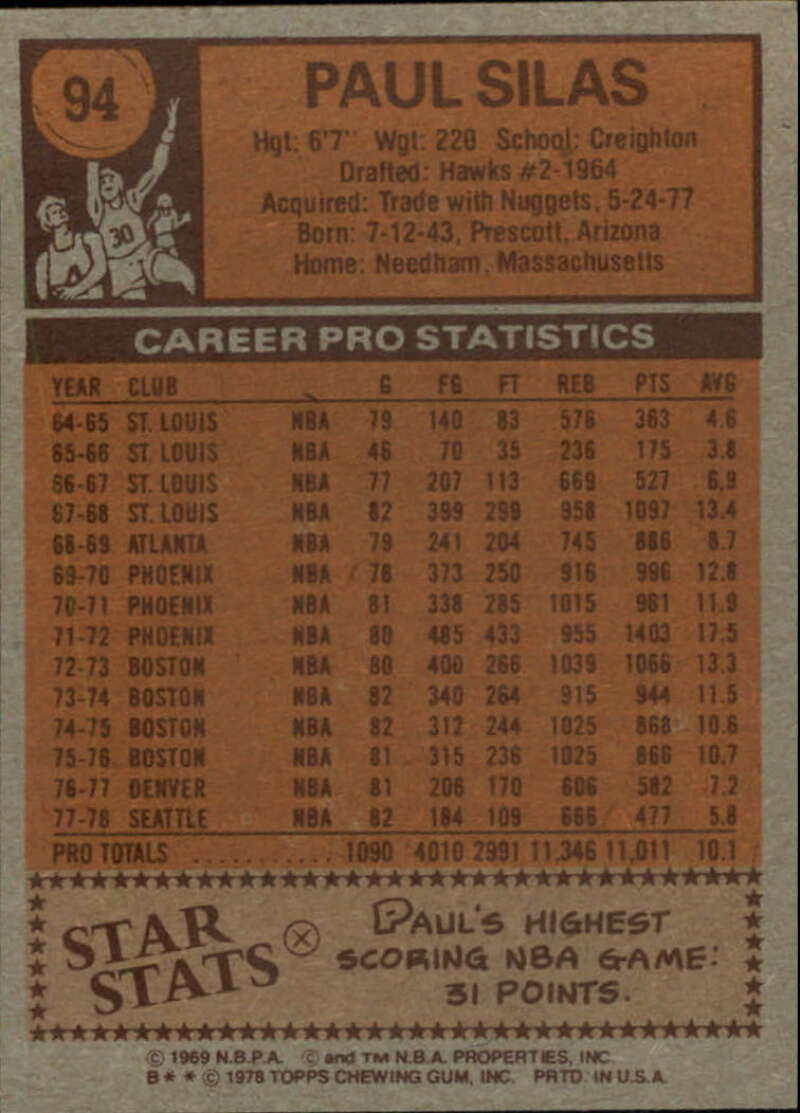 94
PAUL SILAS
Hgt: 6'7" Wgt: 220 School: Creighton
Drafted: Hawks #2-1964
Acquired: Trade with Nuggets, 5-24-77
Born: 7-12-43, Prescott, Arizona
Home: Needham, Massachusetts
30
CAREER PRO STATISTICS
YEAR CLUB G FG FT REB PTS AVG
64-65 ST. LOUIS NBA 79 140 83 576 363 4.6
65-66 ST. LOUIS NBA 46 70 35 236 175 3.8
66-67 ST. LOUIS NBA 77 207 113 669 527 6.9
67-68 ST. LOUIS NBA 82 399 299 958 1097 13.4
68-69 ATLANTA NBA 79 241 204 745 686 8.7
69-70 PHOENIX NBA 78 373 250 916 996 12.8
70-71 PHOENIX NBA 81 338 285 1015 961 11.9
71-72 PHOENIX NBA 80 485 433 955 1403 17.5
72-73 BOSTON NBA 80 400 266 1039 1066 13.3
73-74 BOSTON NBA 82 340 264 915 944 11.5
74-75 BOSTON NBA 82 312 244 1025 868 10.6
75-76 BOSTON NBA 81 315 236 1025 866 10.7
76-77 DENVER NBA 81 206 170 606 582 7.2
77-78 SEATTLE NBA 82 184 109 666 477 5.8
PRO TOTALS ........... 1090 4010 2991 11,346 11,011 10.1
STAR
STATS
PAUL'S HIGHEST
SCORING NBA GAME:
31 POINTS.
© 1969 N.B.P.A. © and TM N.B.A. PROPERTIES, INC.
B* * © 1978 TOPPS CHEWING GUM, INC. PRTD. IN U.S.A.